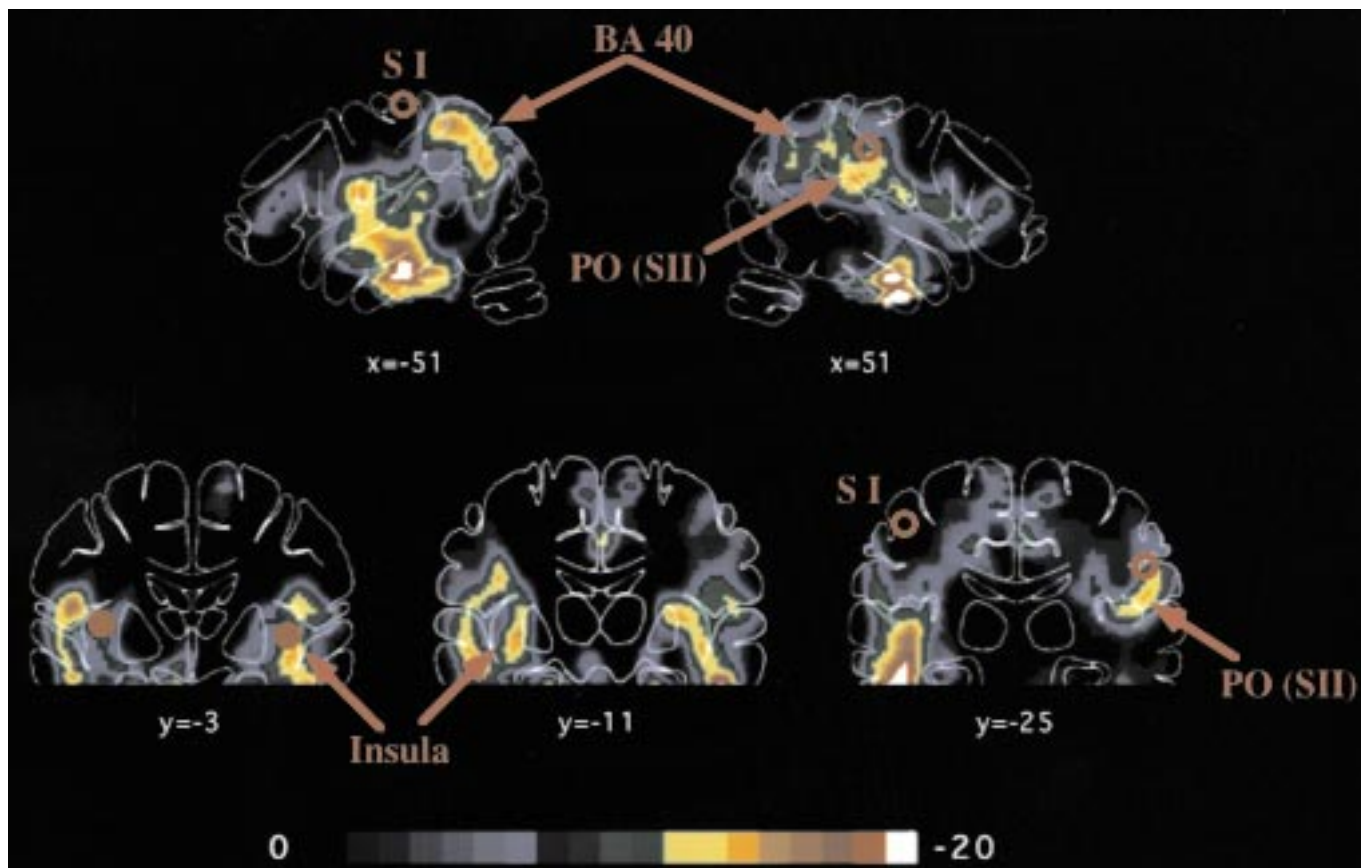 BA 40
S I
PO (SII)
x=-51
x=51
S I
PO (SII)
y=-3
y=-11
y=-25
Insula
0
-20